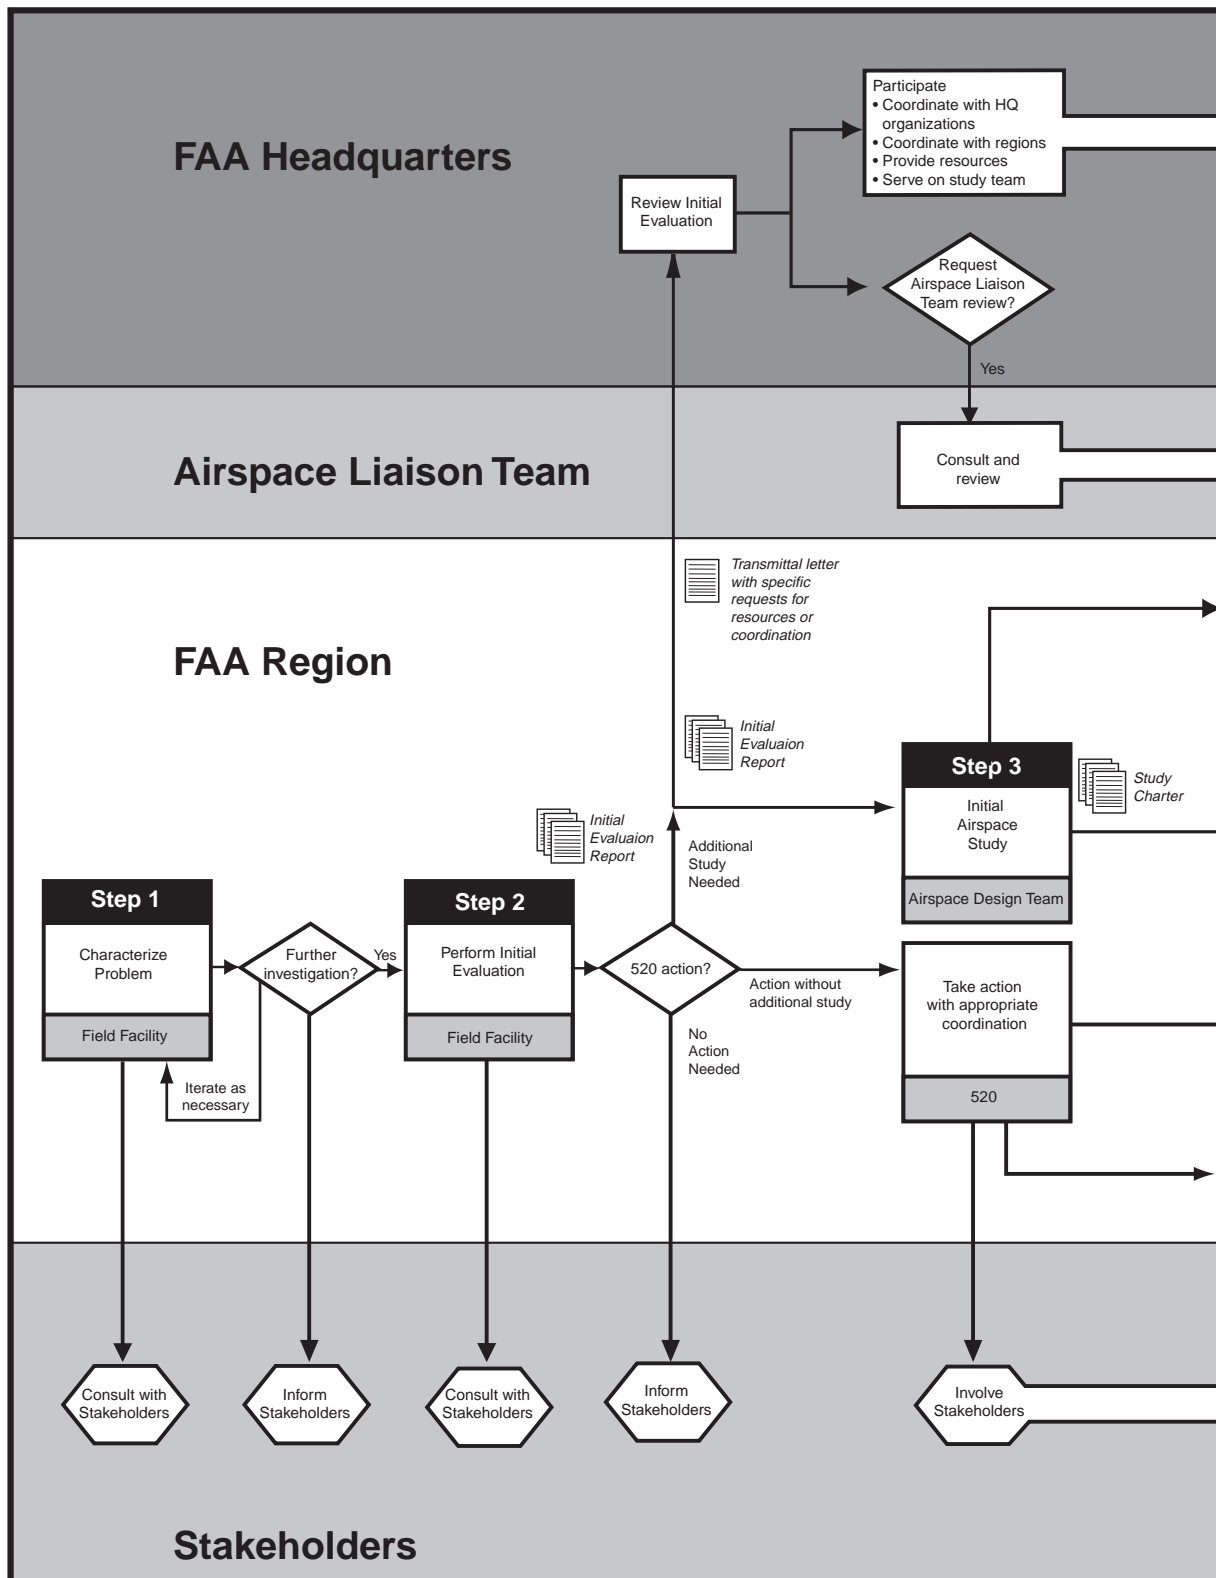 FAA Headquarters
Participate
• Coordinate with HQ
organizations
• Coordinate with regions
• Provide resources
• Serve on study team
Review Initial
Evaluation
Request
Airspace Liaison
Team review?
Yes
Airspace Liaison Team
Consult and
review
FAA Region
Transmittal letter
with specific
requests for
resources or
coordination
Initial
Evaluaion
Report
Initial
Evaluaion
Report
Additional
Study
Needed
Step 3
Initial
Airspace
Study
Airspace Design Team
Study
Charter
Step 1
Characterize
Problem
Field Facility
Iterate as
necessary
Further
investigation?
Yes
Step 2
Perform Initial
Evaluation
Field Facility
520 action?
Action without
additional study
No
Action
Needed
Take action
with appropriate
coordination
520
Consult with
Stakeholders
Inform
Stakeholders
Consult with
Stakeholders
Inform
Stakeholders
Involve
Stakeholders
Stakeholders